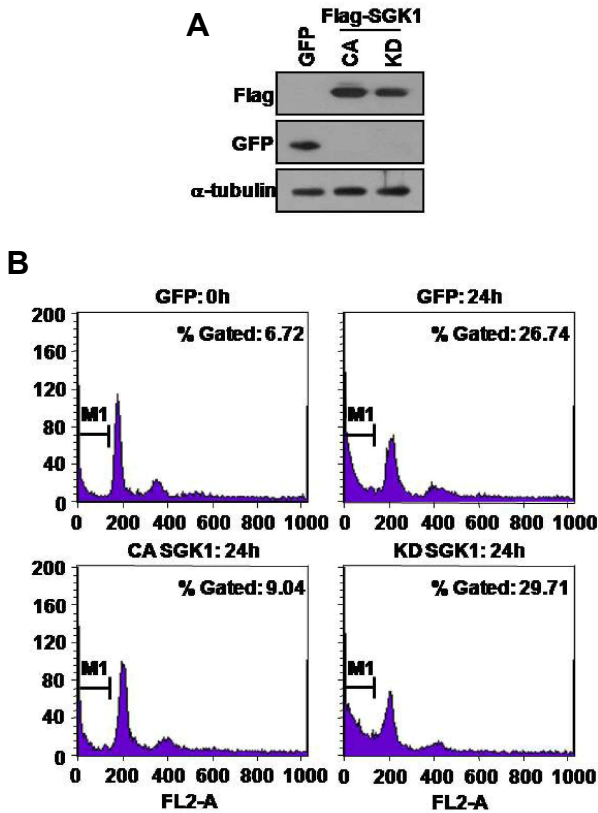 A
Flag-SGK1
GFP
CA
KD
Flag
GFP
α-tubulin
B
GFP: 0h
200
160
120
80
40
0
% Gated: 6.72
M1
0 200 400 600 800 1000
GFP: 24h
% Gated: 26.74
M1
0 200 400 600 800 1000
CA SGK1: 24h
200
160
120
80
40
0
% Gated: 9.04
M1
0 200 400 600 800 1000
FL2-A
KD SGK1: 24h
% Gated: 29.71
M1
0 200 400 600 800 1000
FL2-A